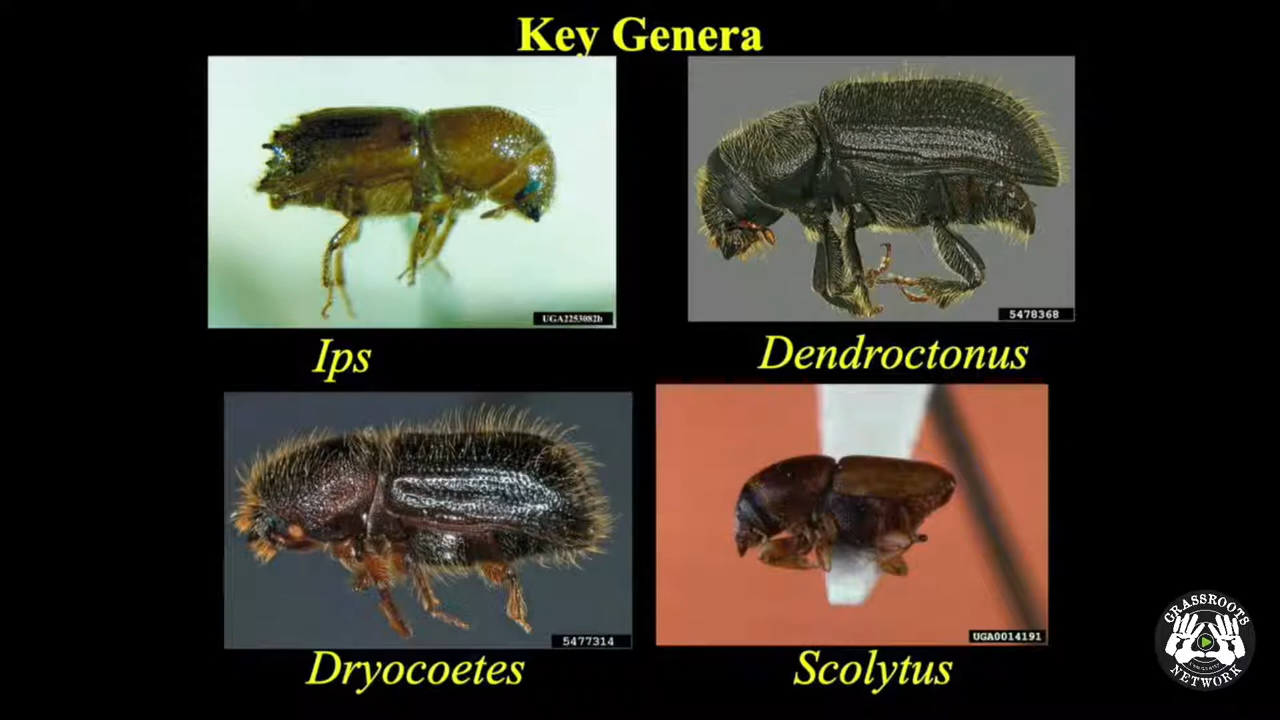 Key Genera
UGA2253082b
5478368
Ips
Dendroctonus
5477314
UGA0014191
Dryocoetes
Scolytus
GRASSROOTS
NETWORK